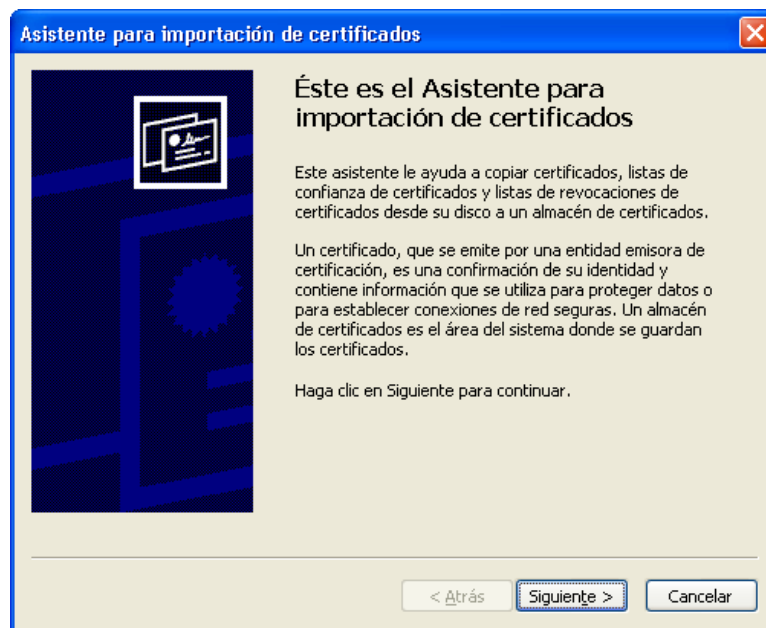 Asistente para importación de certificados
Éste es el Asistente para
importación de certificados
Este asistente le ayuda a copiar certificados, listas de
confianza de certificados y listas de revocaciones de
certificados desde su disco a un almacén de certificados.
Un certificado, que se emite por una entidad emisora de
certificación, es una confirmación de su identidad y
contiene información que se utiliza para proteger datos o
para establecer conexiones de red seguras. Un almacén
de certificados es el área del sistema donde se guardan
los certificados.
Haga clic en Siguiente para continuar.
< Atrás
Siguiente >
Cancelar